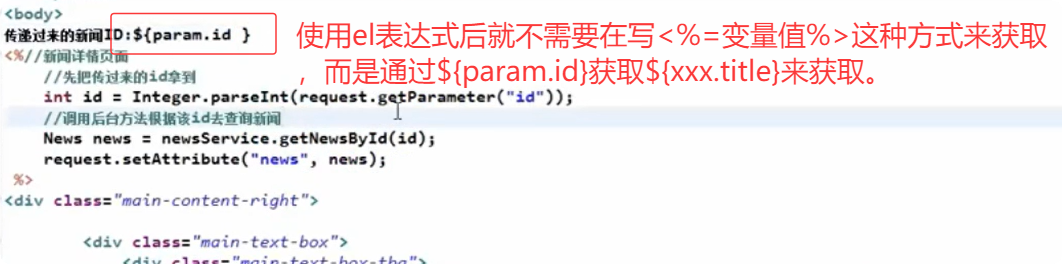 <body>
传递过来的新闻ID:${param.id }
使用el表达式后就不需要在写<%=变量值%>这种方式来获取
，而是通过${param.id}获取${xxx.title}来获取。
<%//新闻详情页面
//先把传过来的id拿到
int id = Integer.parseInt(request.getParameter("id"));
//调用后台方法根据该id去查询新闻
News news = newsService.getNewsById(id);
request.setAttribute("news", news);
%>
<div class="main-content-right">
<div class="main-text-box">
<div class="main-text-box-tbg">